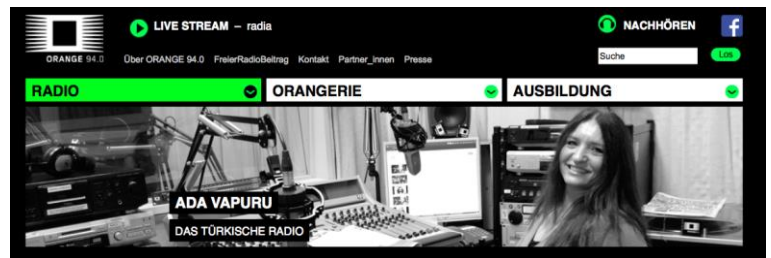 LIVE STREAM – radia
NACHHÖREN
ORANGE 94.0
Über ORANGE 94.0 FreierRadioBeitrag Kontakt Partner_innen Presse
Suche
Los
RADIO
ORANGERIE
AUSBILDUNG
ADA VAPURU
DAS TÜRKISCHE RADIO